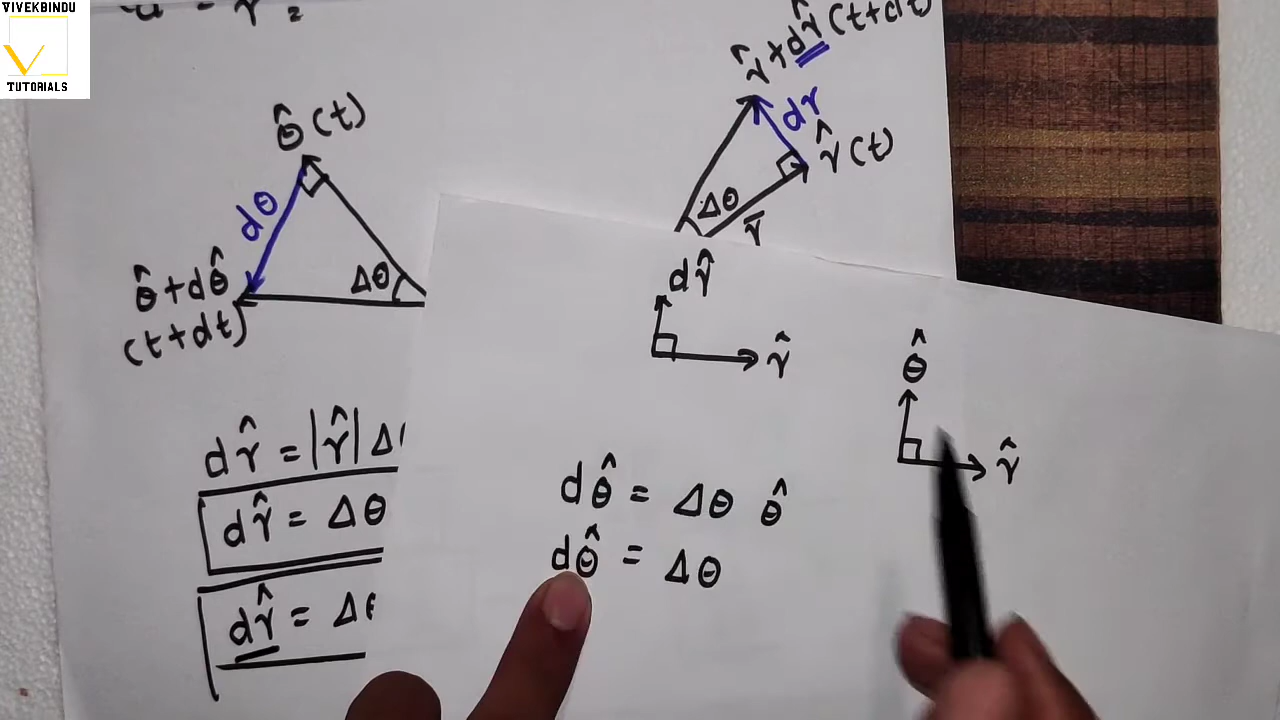 VIVEKBINDU
TUTORIALS
r̂ + dr̂ (t+dt)
θ̂ (t)
dr
r̂ (t)
dθ
Δθ
r̄
θ̂ + dθ̂
(t+dt)
Δθ
dr̂
r̂
θ̂
r̂
dr̂ = |r̂| Δ
dr̂ = Δθ
dr̂ = Δθ
dθ̂ = Δθ θ̂
dθ̂ = Δθ